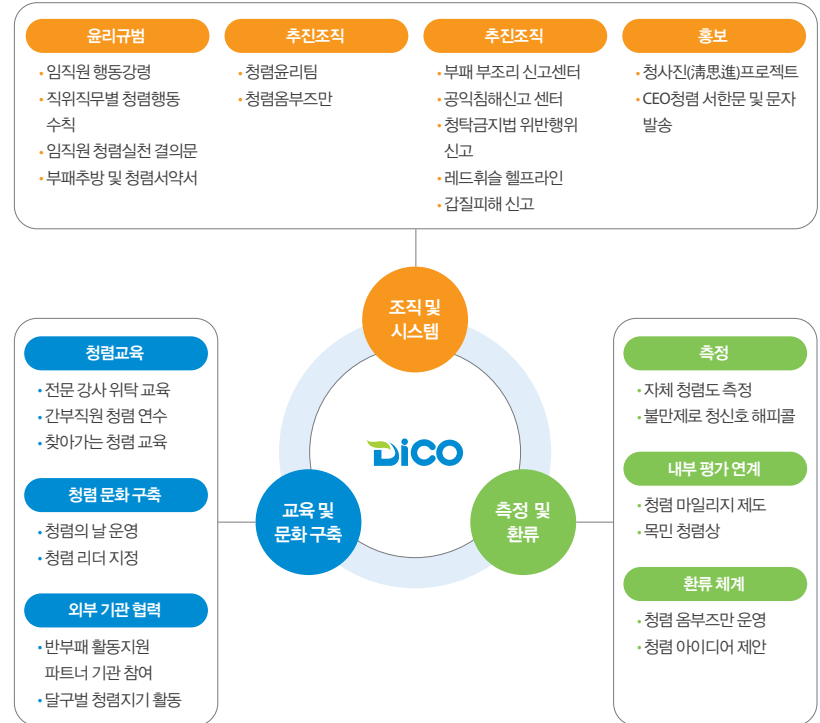 윤리규범
• 임직원 행동강령
• 직위직무별 청렴행동
수칙
• 임직원 청렴실천 결의문
• 부패추방 및 청렴서약서
추진조직
• 청렴윤리팀
• 청렴옴부즈만
추진조직
• 부패 부조리 신고센터
• 공익침해신고 센터
• 청탁금지법 위반행위
신고
• 레드휘슬 헬프라인
• 갑질피해 신고
홍보
• 청사진(淸思進)프로젝트
• CEO청렴 서한문 및 문자
발송
조직 및
시스템
청렴교육
• 전문 강사 위탁 교육
• 간부직원 청렴 연수
• 찾아가는 청렴 교육
청렴 문화 구축
• 청렴의 날 운영
• 청렴 리더 지정
외부 기관 협력
• 반부패 활동지원
파트너 기관 참여
• 달구벌 청렴지기 활동
DiCO
교육 및
문화 구축
측정 및
환류
측정
• 자체 청렴도 측정
• 불만제로 청신호 해피콜
내부 평가 연계
• 청렴 마일리지 제도
• 목민 청렴상
환류 체계
• 청렴 옴부즈만 운영
• 청렴 아이디어 제안